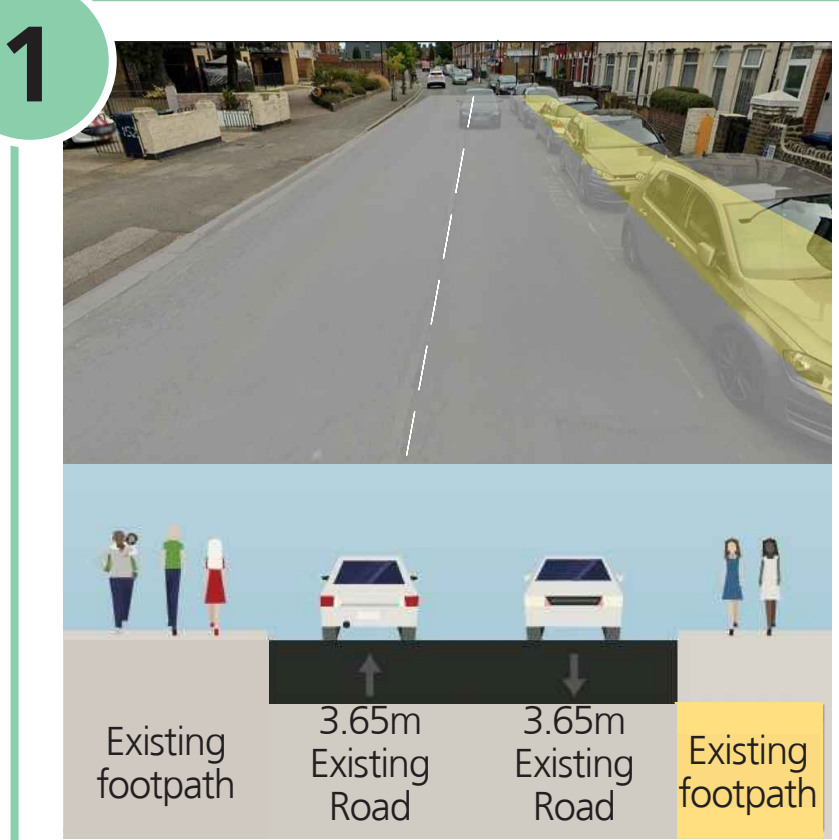 1
Existing
footpath
3.65m
Existing
Road
3.65m
Existing
Road
Existing
footpath